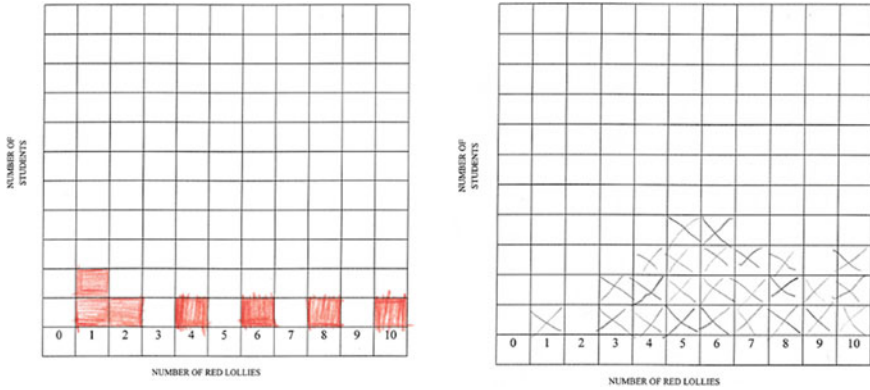 NUMBER OF
STUDENTS
0 1 2 3 4 5 6 7 8 9 10
NUMBER OF RED LOLLIES
NUMBER OF
STUDENTS
0 1 2 3 4 5 6 7 8 9 10
NUMBER OF RED LOLLIES